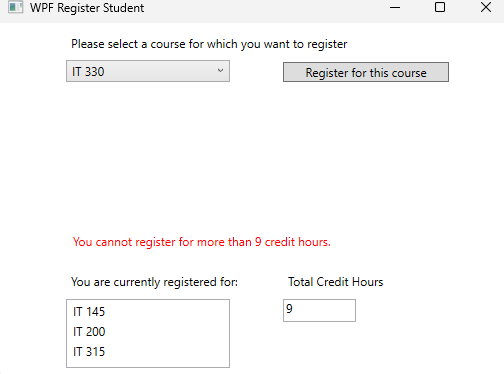 WPF Register Student
Please select a course for which you want to register
IT 330
Register for this course
You cannot register for more than 9 credit hours.
You are currently registered for:
Total Credit Hours
IT 145
9
IT 200
IT 315